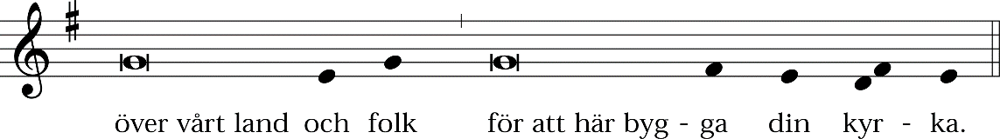 över vårt land och folk för att här byg - ga din kyr - ka.